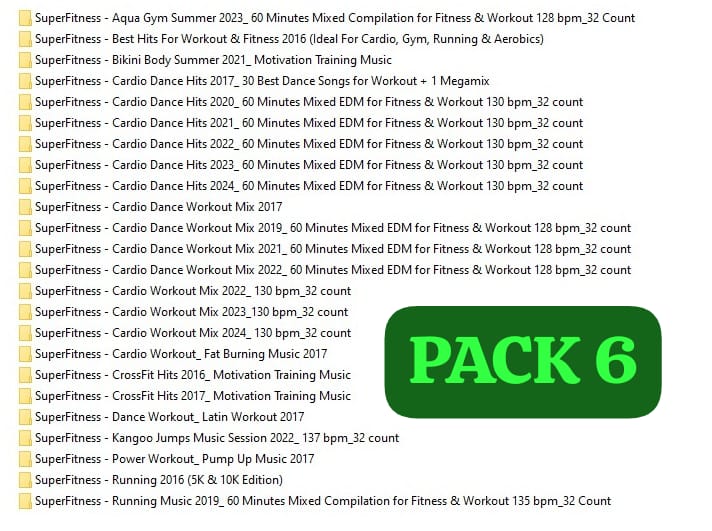 SuperFitness - Aqua Gym Summer 2023_ 60 Minutes Mixed Compilation for Fitness & Workout 128 bpm_32 Count
SuperFitness - Best Hits For Workout & Fitness 2016 (Ideal For Cardio, Gym, Running & Aerobics)
SuperFitness - Bikini Body Summer 2021_ Motivation Training Music
SuperFitness - Cardio Dance Hits 2017_ 30 Best Dance Songs for Workout + 1 Megamix
SuperFitness - Cardio Dance Hits 2020_ 60 Minutes Mixed EDM for Fitness & Workout 130 bpm_32 count
SuperFitness - Cardio Dance Hits 2021_ 60 Minutes Mixed EDM for Fitness & Workout 130 bpm_32 count
SuperFitness - Cardio Dance Hits 2022_ 60 Minutes Mixed EDM for Fitness & Workout 130 bpm_32 count
SuperFitness - Cardio Dance Hits 2023_ 60 Minutes Mixed EDM for Fitness & Workout 130 bpm_32 count
SuperFitness - Cardio Dance Hits 2024_ 60 Minutes Mixed EDM for Fitness & Workout 130 bpm_32 count
SuperFitness - Cardio Dance Workout Mix 2017
SuperFitness - Cardio Dance Workout Mix 2019_ 60 Minutes Mixed EDM for Fitness & Workout 128 bpm_32 count
SuperFitness - Cardio Dance Workout Mix 2021_ 60 Minutes Mixed EDM for Fitness & Workout 128 bpm_32 count
SuperFitness - Cardio Dance Workout Mix 2022_ 60 Minutes Mixed EDM for Fitness & Workout 128 bpm_32 count
SuperFitness - Cardio Workout Mix 2022_ 130 bpm_32 count
SuperFitness - Cardio Workout Mix 2023_130 bpm_32 count
SuperFitness - Cardio Workout Mix 2024_ 130 bpm_32 count
SuperFitness - Cardio Workout_ Fat Burning Music 2017
SuperFitness - CrossFit Hits 2016_ Motivation Training Music
SuperFitness - CrossFit Hits 2017_ Motivation Training Music
SuperFitness - Dance Workout_ Latin Workout 2017
SuperFitness - Kangoo Jumps Music Session 2022_ 137 bpm_32 count
SuperFitness - Power Workout_ Pump Up Music 2017
SuperFitness - Running 2016 (5K & 10K Edition)
SuperFitness - Running Music 2019_ 60 Minutes Mixed Compilation for Fitness & Workout 135 bpm_32 Count
PACK 6